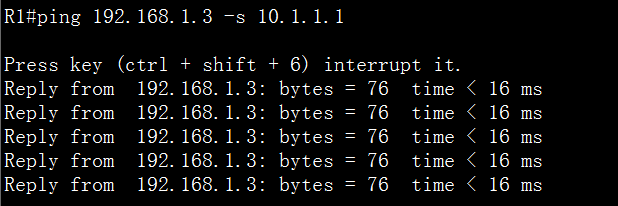 R1#ping 192.168.1.3 -s 10.1.1.1
Press key (ctrl + shift + 6) interrupt it.
Reply from  192.168.1.3: bytes = 76  time < 16 ms
Reply from  192.168.1.3: bytes = 76  time < 16 ms
Reply from  192.168.1.3: bytes = 76  time < 16 ms
Reply from  192.168.1.3: bytes = 76  time < 16 ms
Reply from  192.168.1.3: bytes = 76  time < 16 ms